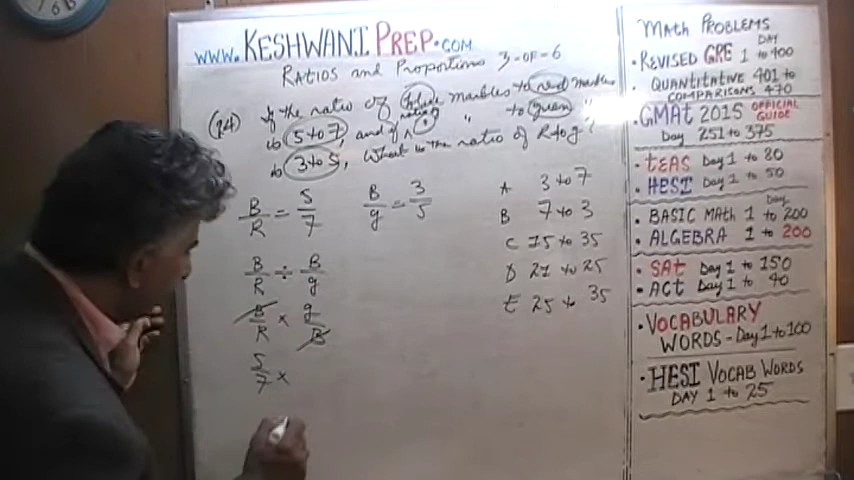 www.KESHWANIPREP.com
RATIOS and Proportions 3-OF-6
(Q4) If the ratio of blue marbles to red marbles
is 5 to 7, and if ratio of " " to green "
is 3 to 5, What is the ratio of R to g?
B/R = 5/7 B/g = 3/5
B/R ÷ B/g
B/R × g/B
5/7 ×
A 3 to 7
B 7 to 3
C 15 to 35
D 21 to 25
E 25 to 35
MATH PROBLEMS
DAY
• REVISED GRE 1 to 400
• QUANTITATIVE 401 to
COMPARISONS 470
• GMAT 2015 OFFICIAL
GUIDE
Day 251 to 375
• TEAS Day 1 to 80
• HESI Day 1 to 50
Day
• BASIC MATH 1 to 200
• ALGEBRA 1 to 200
• SAT Day 1 to 150
• ACT Day 1 to 40
• VOCABULARY
WORDS - Day 1 to 100
• HESI VOCAB WORDS
DAY 1 to 25